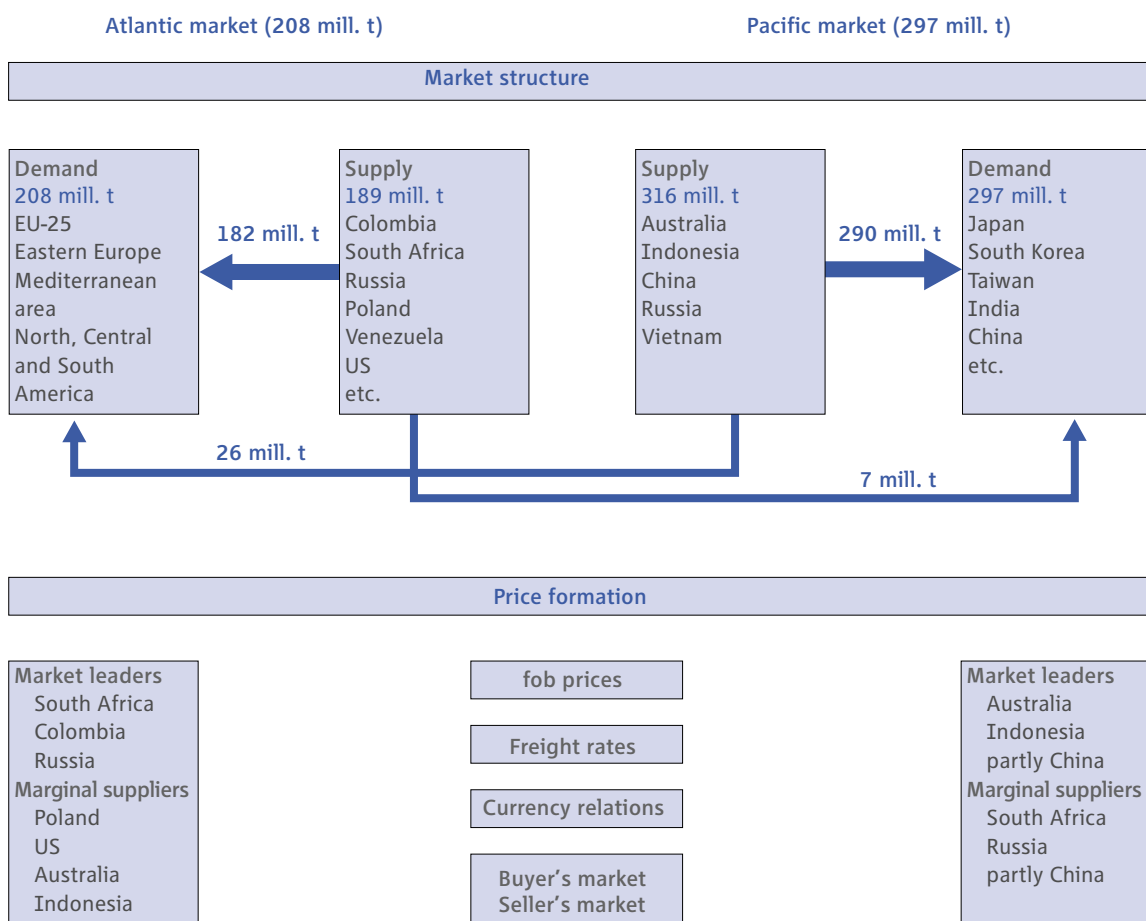 Atlantic market (208 mill. t)
Pacific market (297 mill. t)
Market structure
Demand
208 mill. t
EU-25
Eastern Europe
Mediterranean
area
North, Central
and South
America
182 mill. t
Supply
189 mill. t
Colombia
South Africa
Russia
Poland
Venezuela
US
etc.
Supply
316 mill. t
Australia
Indonesia
China
Russia
Vietnam
290 mill. t
Demand
297 mill. t
Japan
South Korea
Taiwan
India
China
etc.
26 mill. t
7 mill. t
Price formation
Market leaders
South Africa
Colombia
Russia
Marginal suppliers
Poland
US
Australia
Indonesia
fob prices
Freight rates
Currency relations
Buyer's market
Seller's market
Market leaders
Australia
Indonesia
partly China
Marginal suppliers
South Africa
Russia
partly China